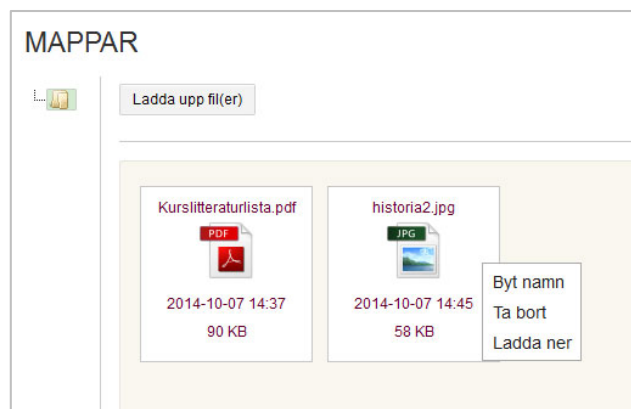 MAPPAR
Ladda upp fil(er)
Kurslitteraturlista.pdf
PDF
2014-10-07 14:37
90 KB
historia2.jpg
JPG
2014-10-07 14:45
58 KB
Byt namn
Ta bort
Ladda ner